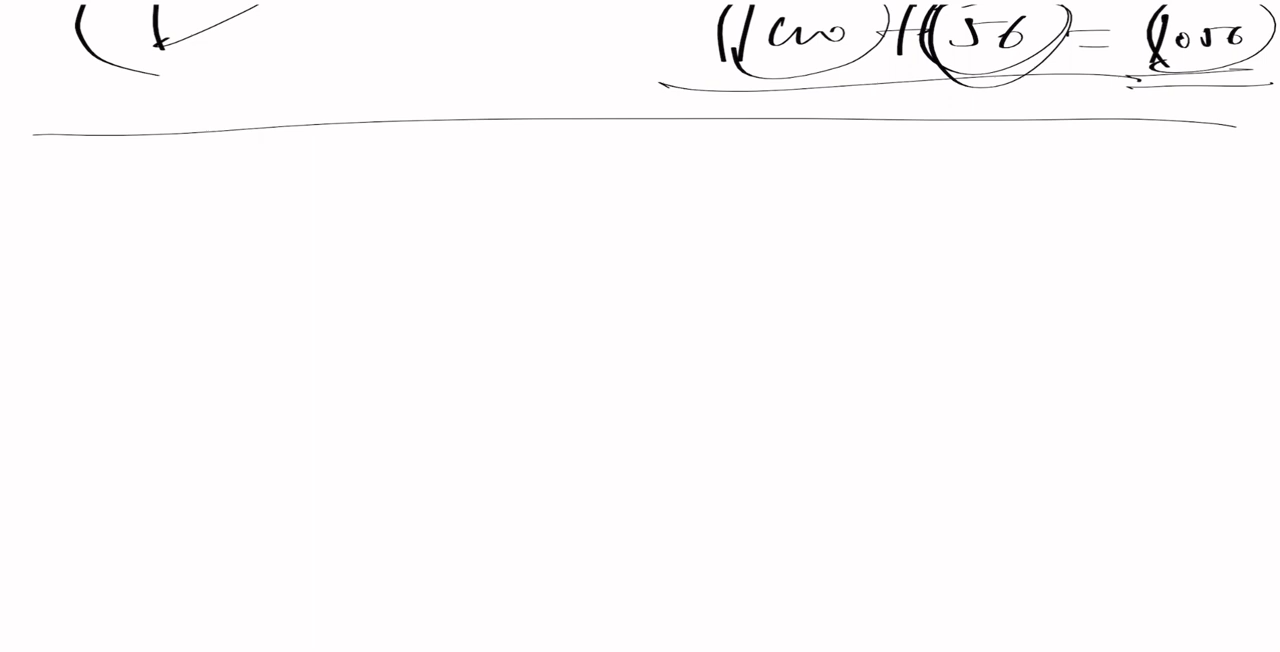 (1000) + (56) = 1056